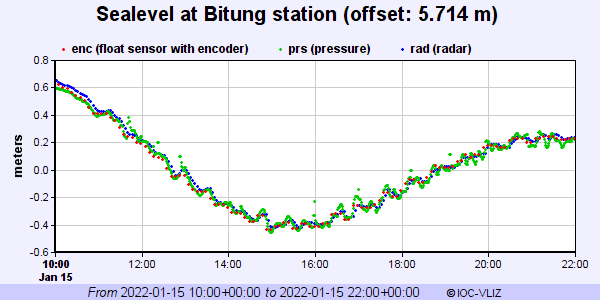 Sealevel at Bitung station (offset: 5.714 m)
enc (float sensor with encoder) prs (pressure) rad (radar)
meters
0.8
0.6
0.4
0.2
0.0
-0.2
-0.4
-0.6
10:00 12:00 14:00 16:00 18:00 20:00 22:00
Jan 15
From 2022-01-15 10:00+00:00 to 2022-01-15 22:00+00:00 © IOC-VLIZ